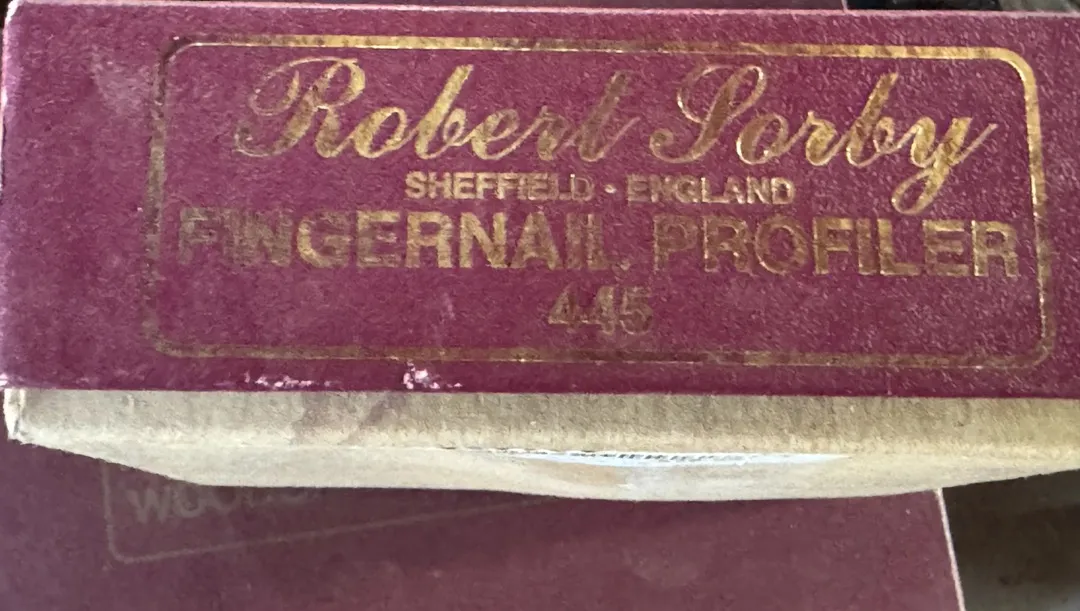 Robert Sorby
SHEFFIELD • ENGLAND
FINGERNAIL PROFILER
445